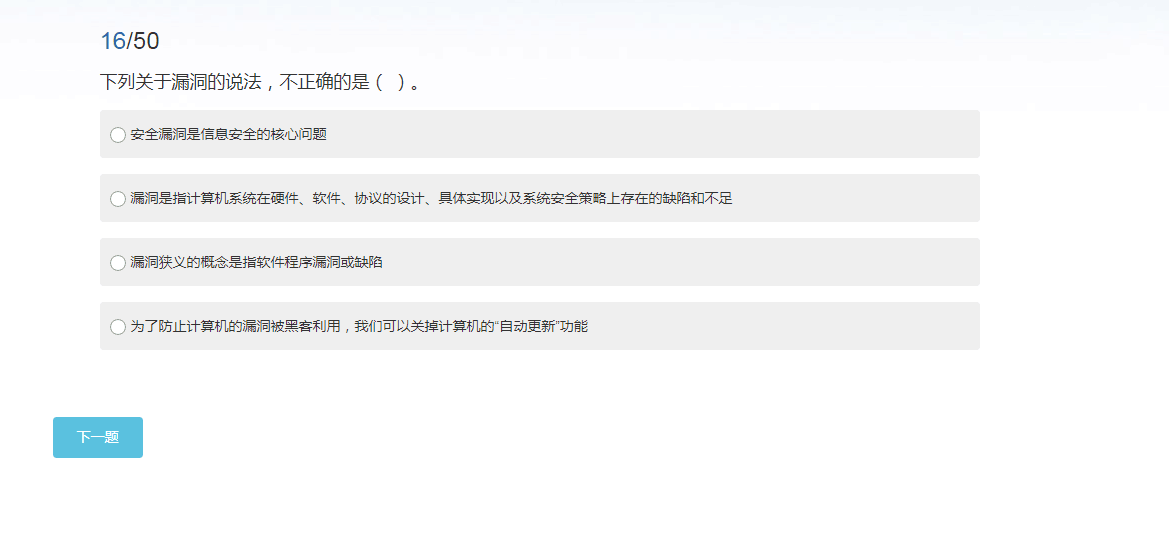 16/50
下列关于漏洞的说法，不正确的是（  ）。
安全漏洞是信息安全的核心问题
漏洞是指计算机系统在硬件、软件、协议的设计、具体实现以及系统安全策略上存在的缺陷和不足
漏洞狭义的概念是指软件程序漏洞或缺陷
为了防止计算机的漏洞被黑客利用，我们可以关掉计算机的“自动更新”功能
下一题